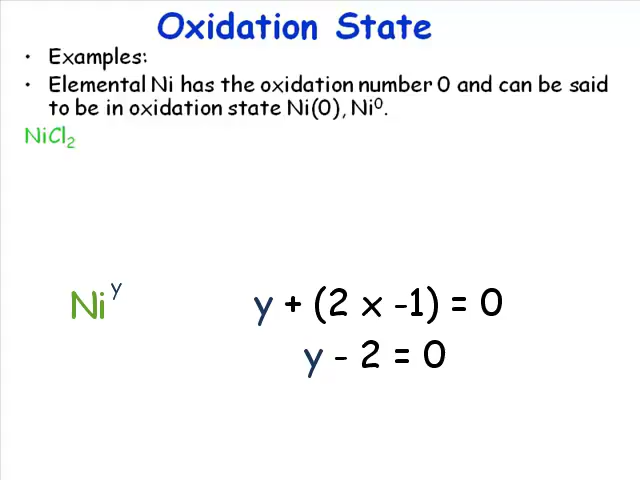 Oxidation State
• Examples:
• Elemental Ni has the oxidation number 0 and can be said
to be in oxidation state Ni(0), Ni⁰.
NiCl₂
Niʸ
y + (2 x -1) = 0
y - 2 = 0